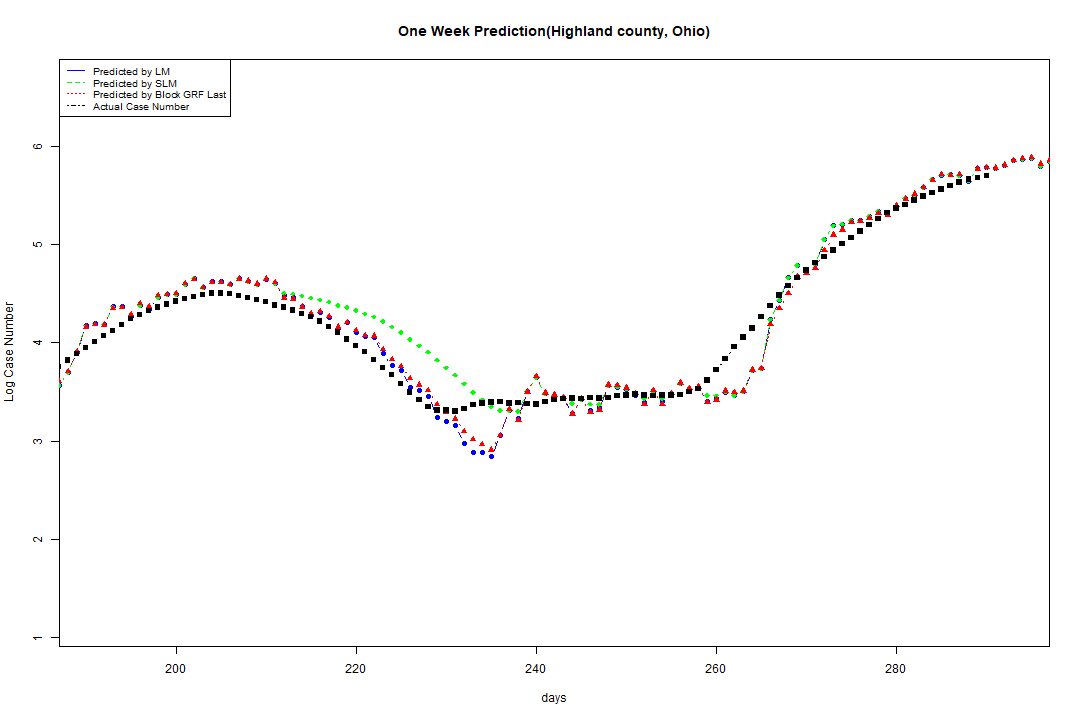 One Week Prediction(Highland county, Ohio)
Predicted by LM
Predicted by SLM
Predicted by Block GRF Last
Actual Case Number
Log Case Number
6
5
4
3
2
1
200 220 240 260 280
days